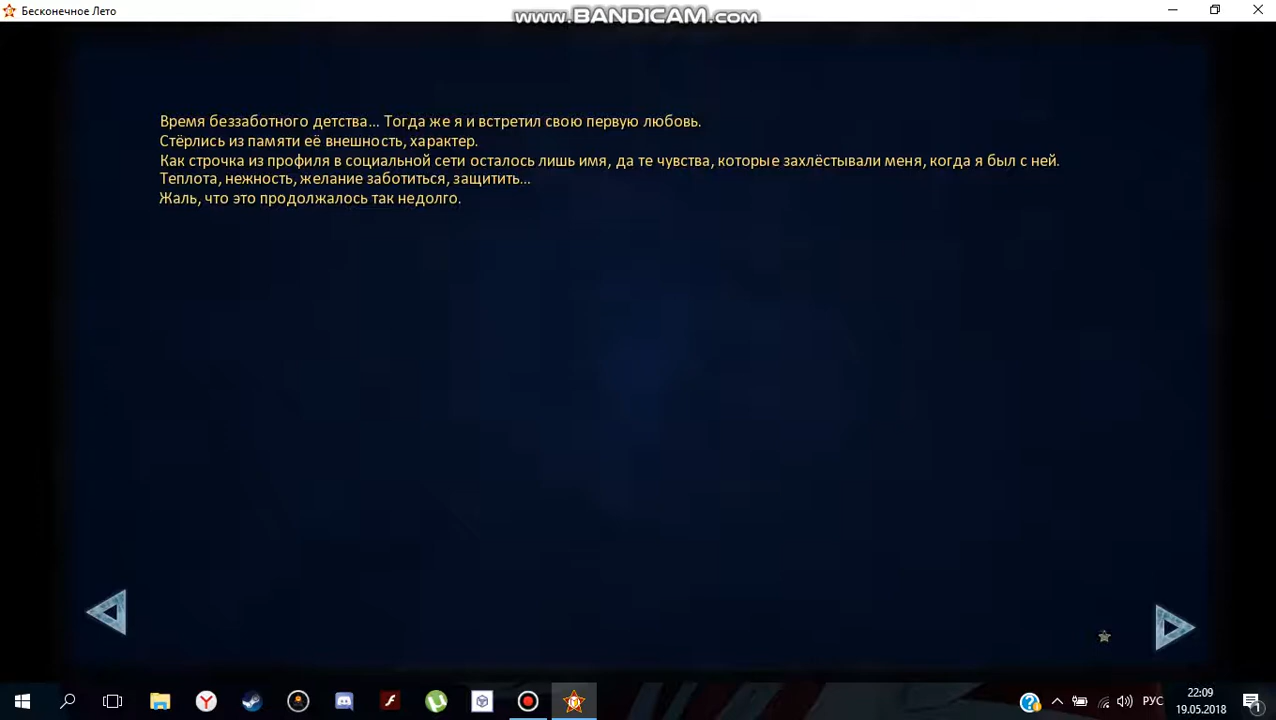 Бесконечное Лето
www.BANDICAM.com
Время беззаботного детства... Тогда же я и встретил свою первую любовь.
Стёрлись из памяти её внешность, характер.
Как строчка из профиля в социальной сети осталось лишь имя, да те чувства, которые захлёстывали меня, когда я был с ней.
Теплота, нежность, желание заботиться, защитить...
Жаль, что это продолжалось так недолго.
РУС
22:09
19.05.2018
1